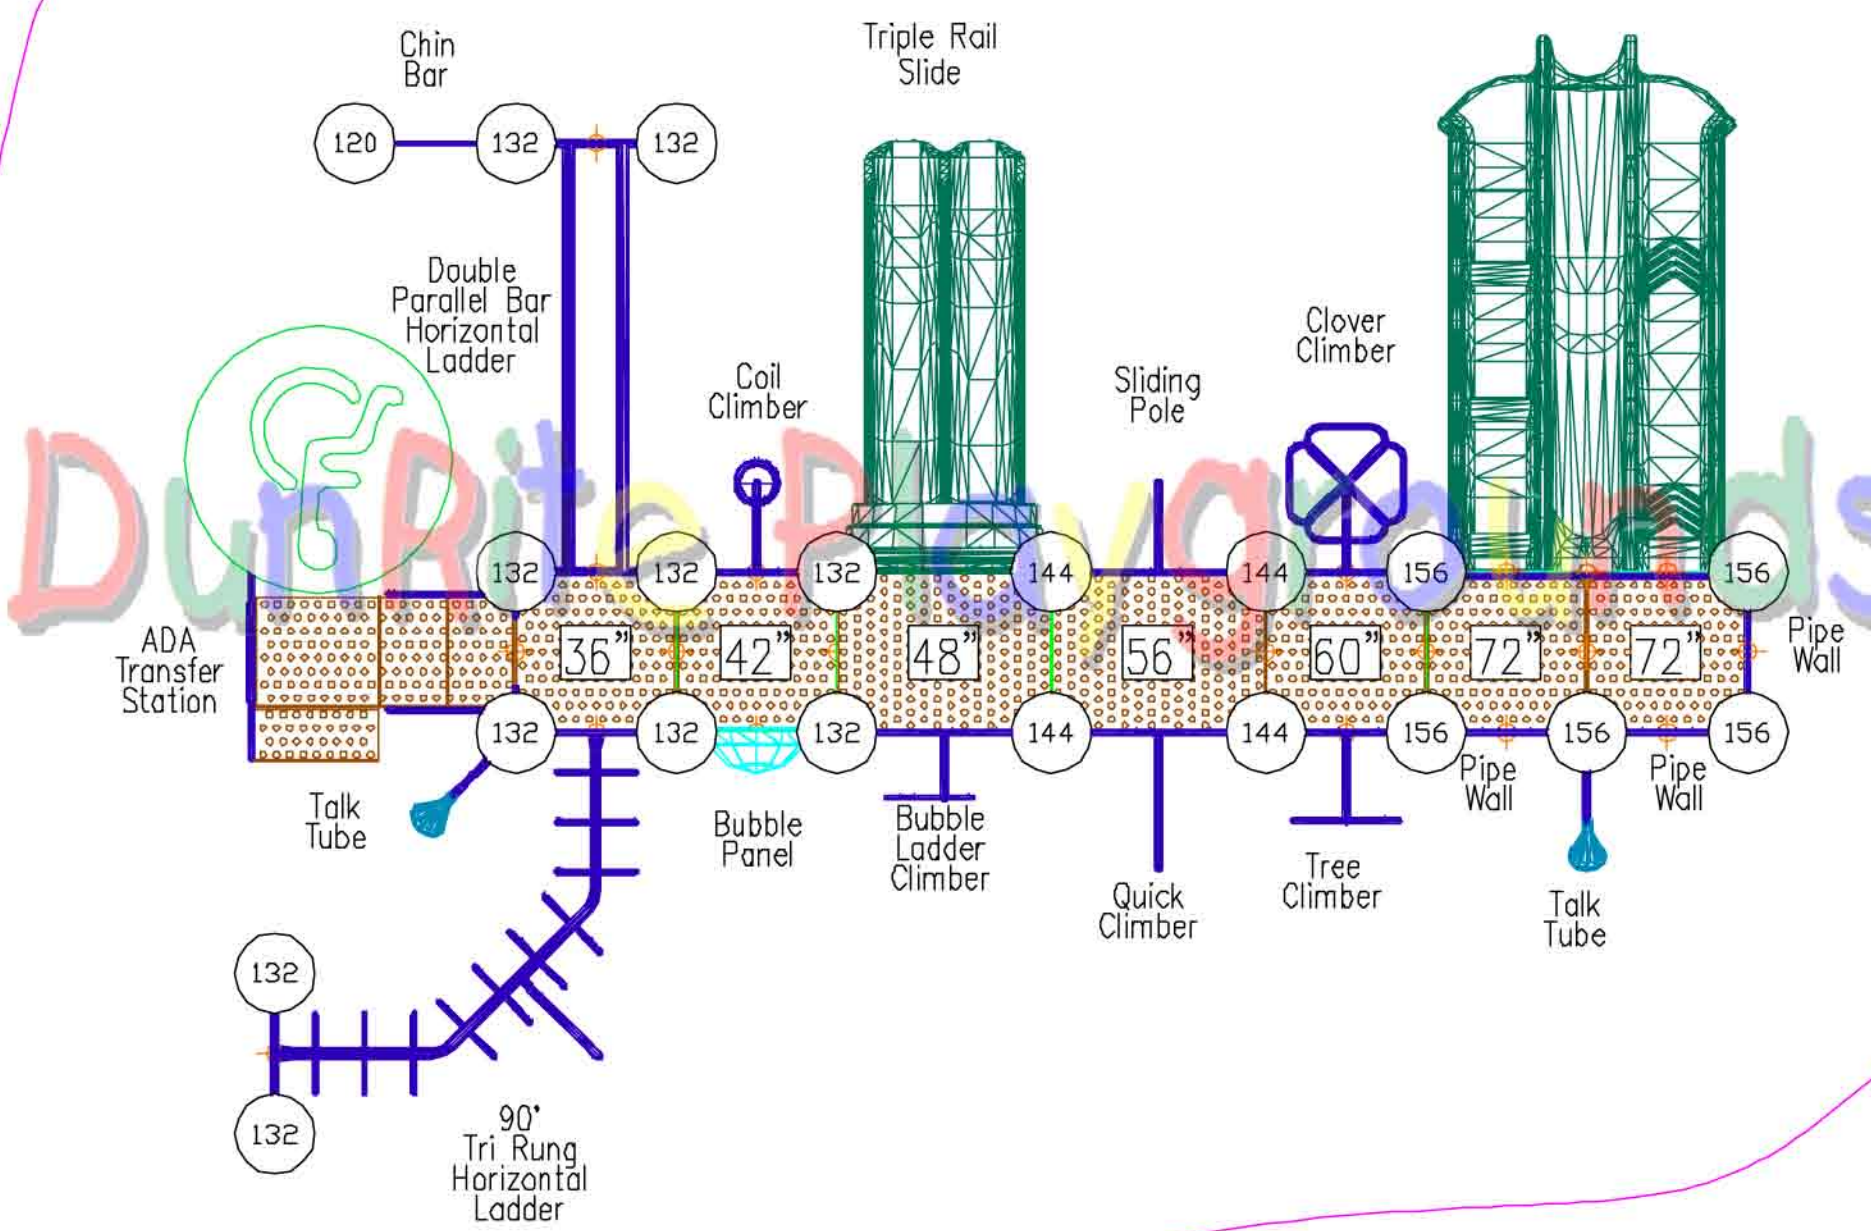 Chin
Bar
Triple Rail
Slide
120
132
132
Double
Parallel Bar
Horizontal
Ladder
Coil
Climber
Sliding
Pole
Clover
Climber
DunRite Playgrounds
132
132
132
144
144
156
156
ADA
Transfer
Station
36"
42"
48"
56"
60"
72"
72"
Pipe
Wall
132
132
132
144
144
156
156
156
Talk
Tube
Bubble
Panel
Bubble
Ladder
Climber
Quick
Climber
Tree
Climber
Pipe
Wall
Talk
Tube
Pipe
Wall
132
132
90°
Tri Rung
Horizontal
Ladder